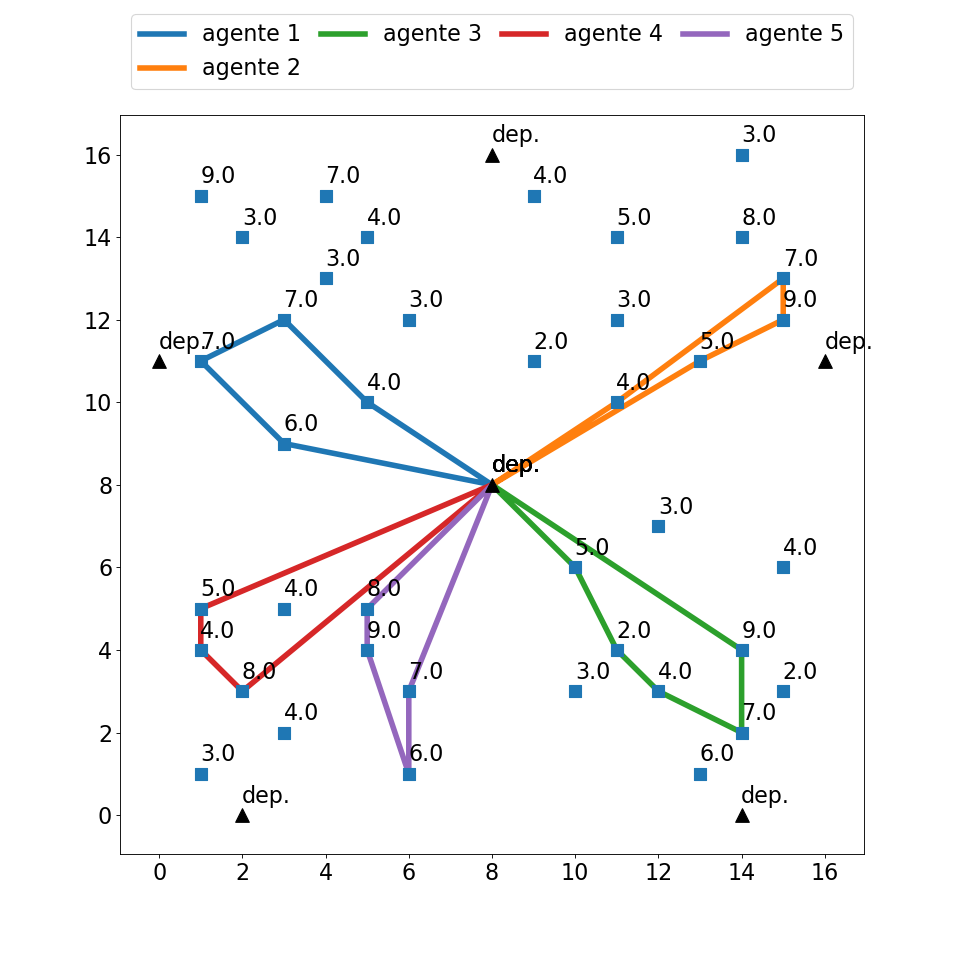 agente 1 agente 3 agente 4 agente 5
agente 2
dep. 3.0
16
9.0 7.0 4.0
3.0 4.0 5.0 8.0
14
3.0 7.0
7.0 3.0 3.0 9.0
12
dep. 7.0 2.0 5.0 dep.
4.0 4.0
10
6.0
dep.
8
3.0
5.0 4.0
6
5.0 4.0 8.0
4.0 9.0 2.0 9.0
4
8.0 7.0 3.0 4.0 2.0
4.0 7.0
2
3.0 6.0 6.0
dep. dep.
0
0 2 4 6 8 10 12 14 16